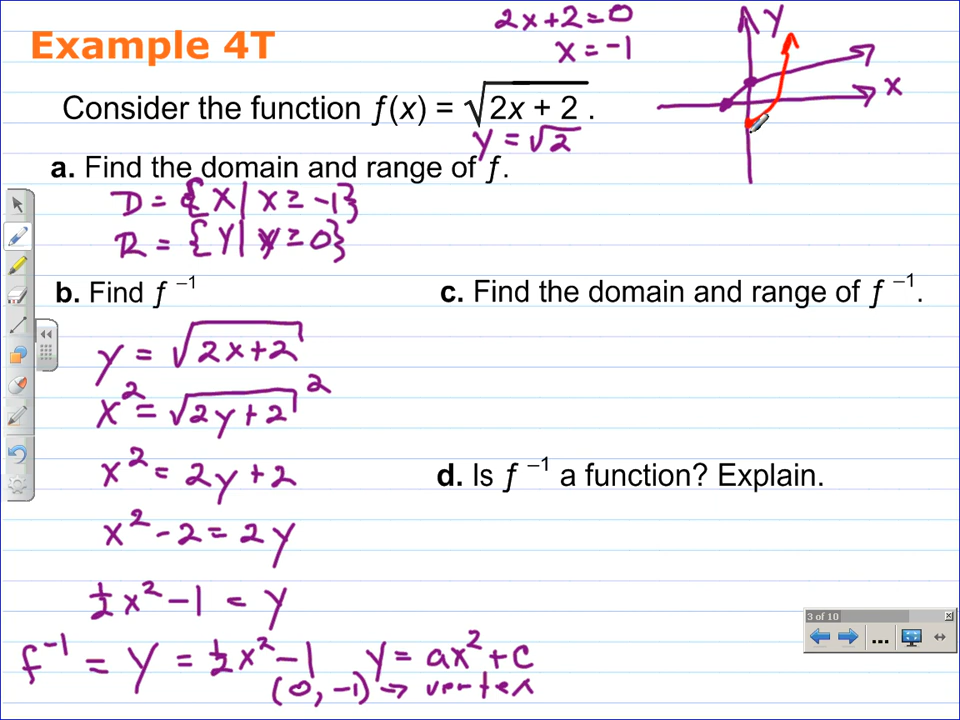 Example 4T
2x+2=0
x = -1
Y
X
Consider the function ƒ(x) = √2x + 2 .
y = √2
a. Find the domain and range of ƒ.
D = {X| X ≥ -1}
R = {Y| y ≥ 0}
b. Find ƒ ⁻¹
c. Find the domain and range of ƒ ⁻¹.
y = √2x+2
x² = √2y+2 ²
x² = 2y+2
d. Is ƒ ⁻¹ a function? Explain.
x² - 2 = 2y
½x² - 1 = y
3 of 10
f⁻¹ = Y = ½x² - 1 y = ax² + c
(0, -1) → vertex